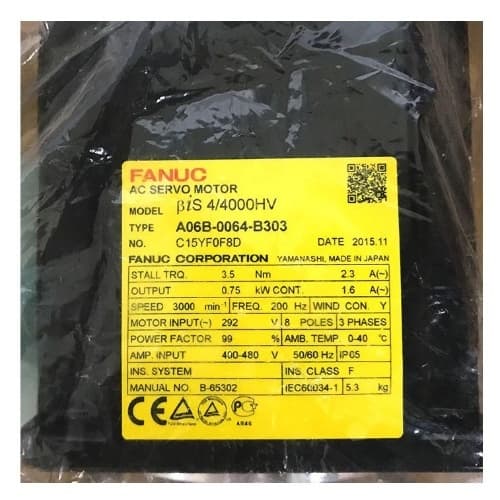 FANUC
AC SERVO MOTOR
MODEL βiS 4/4000HV
TYPE A06B-0064-B303
NO. C15YF0F8D DATE 2015.11
FANUC CORPORATION YAMANASHI, MADE IN JAPAN
STALL TRQ. 3.5 Nm 2.3 A(~)
OUTPUT 0.75 kW CONT. 1.6 A(~)
SPEED 3000 min⁻¹ FREQ. 200 Hz WIND CON. Y
MOTOR INPUT(~) 292 V 8 POLES 3 PHASES
POWER FACTOR 99 % AMB. TEMP. 0-40 ℃
AMP. INPUT 400-480 V 50/60 Hz IP05
INS. SYSTEM INS. CLASS F
MANUAL NO. B-65302 IEC60034-1 5.3 kg
CE